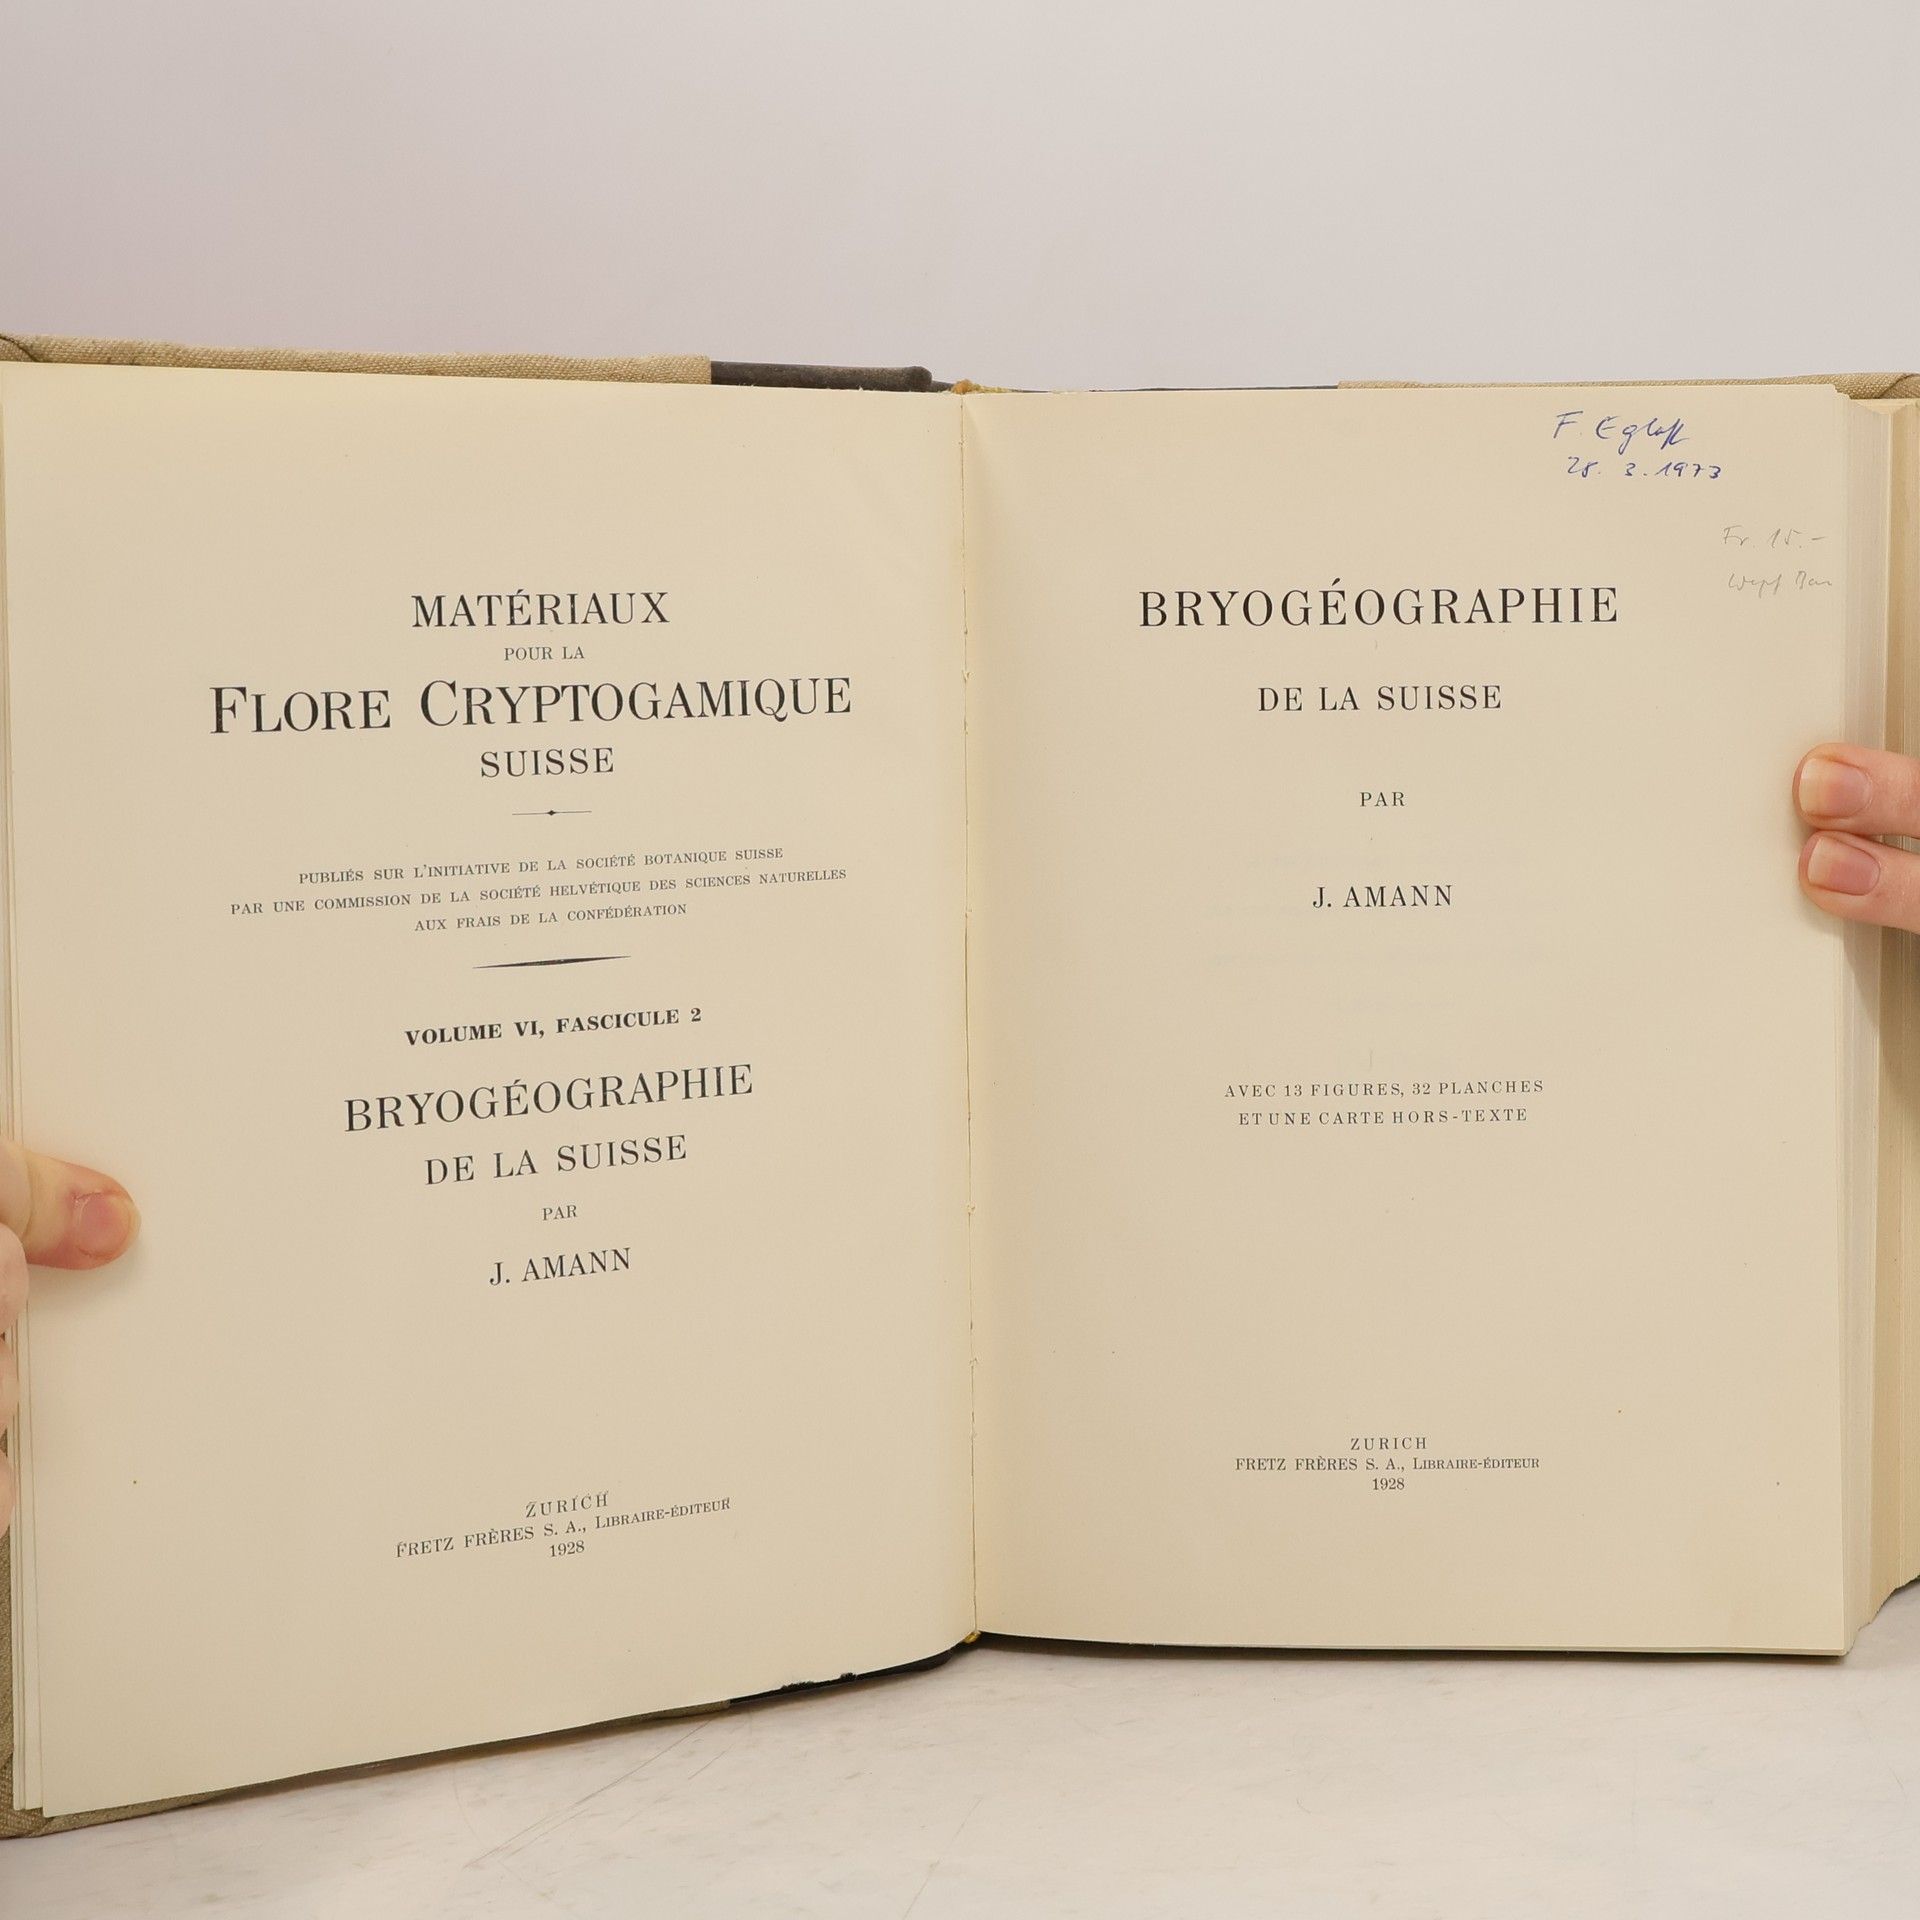 MATÉRIAUX
POUR LA
FLORE CRYPTOGAMIQUE
SUISSE
PUBLIÉS SUR L'INITIATIVE DE LA SOCIÉTÉ BOTANIQUE SUISSE
PAR UNE COMMISSION DE LA SOCIÉTÉ HELVÉTIQUE DES SCIENCES NATURELLES
AUX FRAIS DE LA CONFÉDÉRATION
VOLUME VI, FASCICULE 2
BRYOGÉOGRAPHIE
DE LA SUISSE
PAR
J. AMANN
ZURICH
FRETZ FRÈRES S. A., LIBRAIRE-ÉDITEUR
1928
F. Egloff
28. 3. 1973
Fr. 15.-
BRYOGÉOGRAPHIE
DE LA SUISSE
PAR
J. AMANN
AVEC 13 FIGURES, 32 PLANCHES
ET UNE CARTE HORS-TEXTE
ZURICH
FRETZ FRÈRES S. A., LIBRAIRE-ÉDITEUR
1928